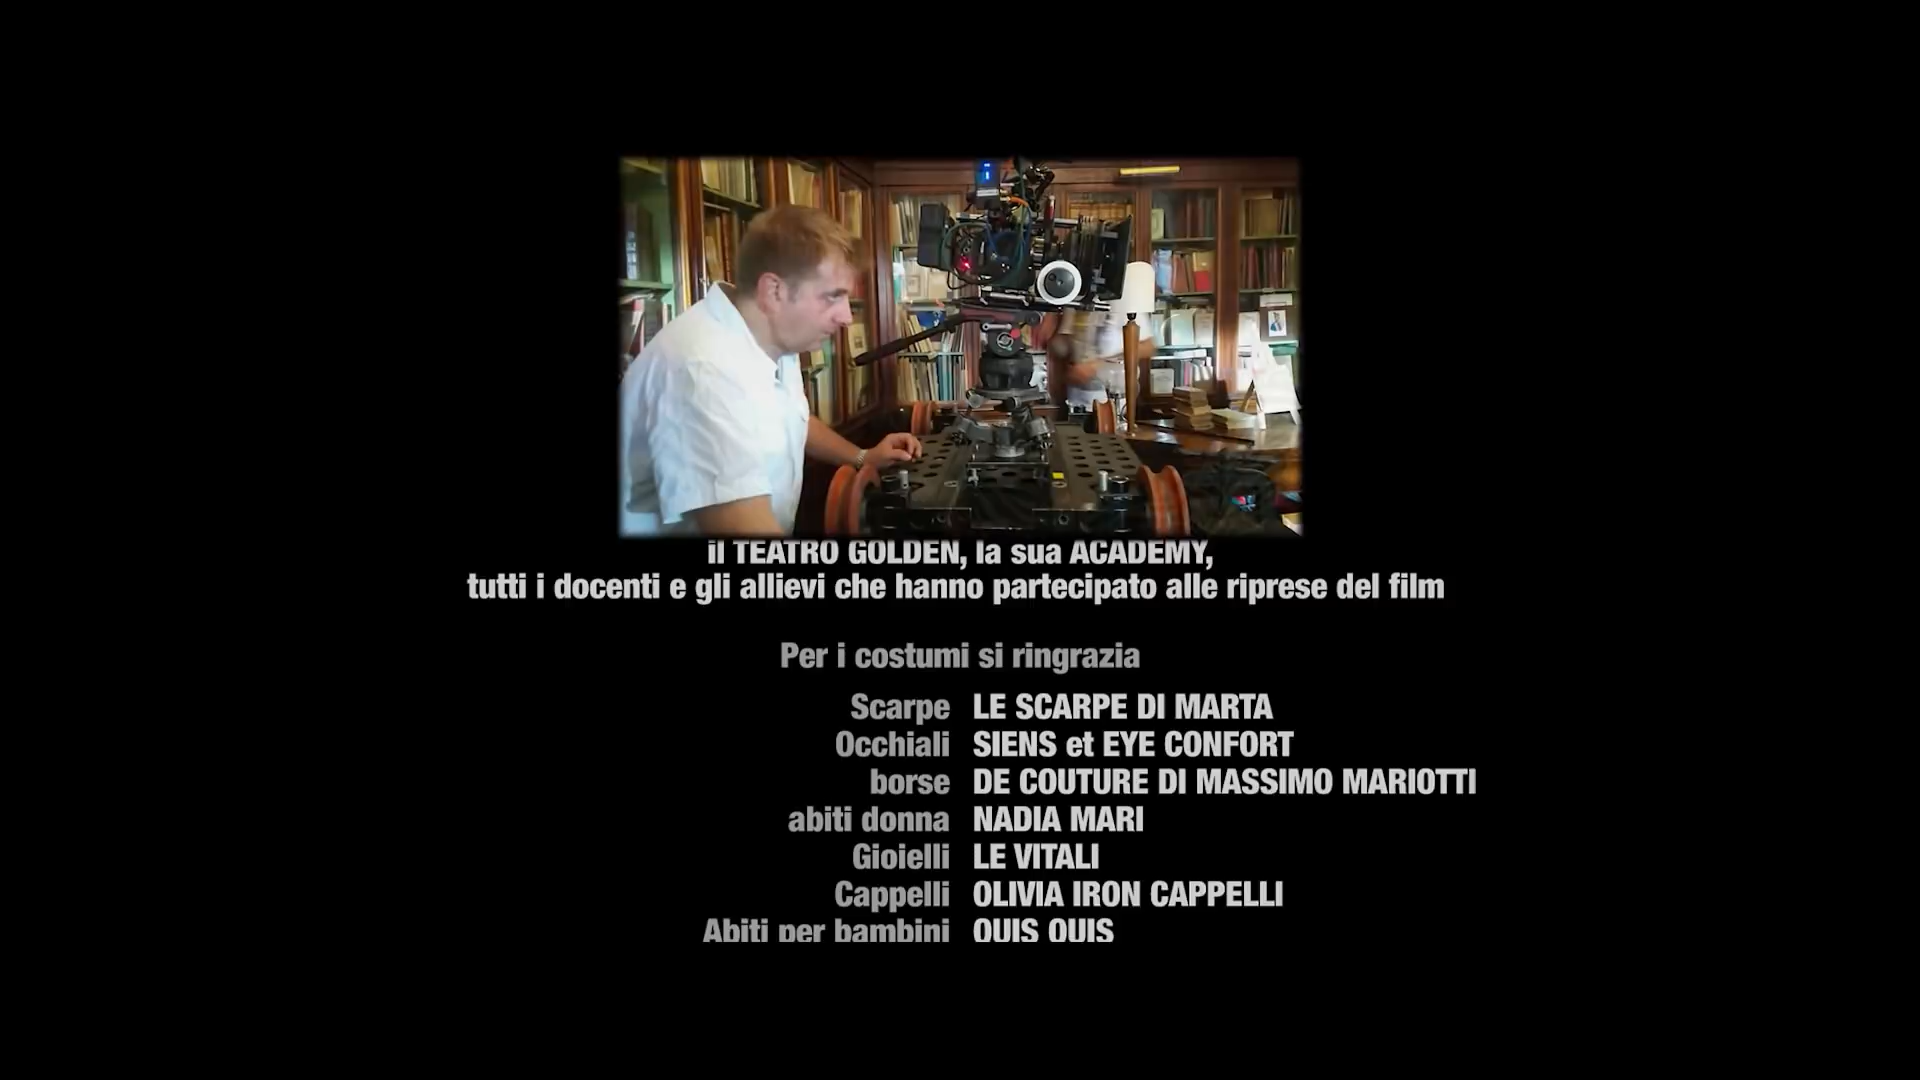 il TEATRO GOLDEN, la sua ACADEMY,
tutti i docenti e gli allievi che hanno partecipato alle riprese del film
Per i costumi si ringrazia
Scarpe LE SCARPE DI MARTA
Occhiali SIENS et EYE CONFORT
borse DE COUTURE DI MASSIMO MARIOTTI
abiti donna NADIA MARI
Gioielli LE VITALI
Cappelli OLIVIA IRON CAPPELLI
Abiti per bambini OUIS OUIS